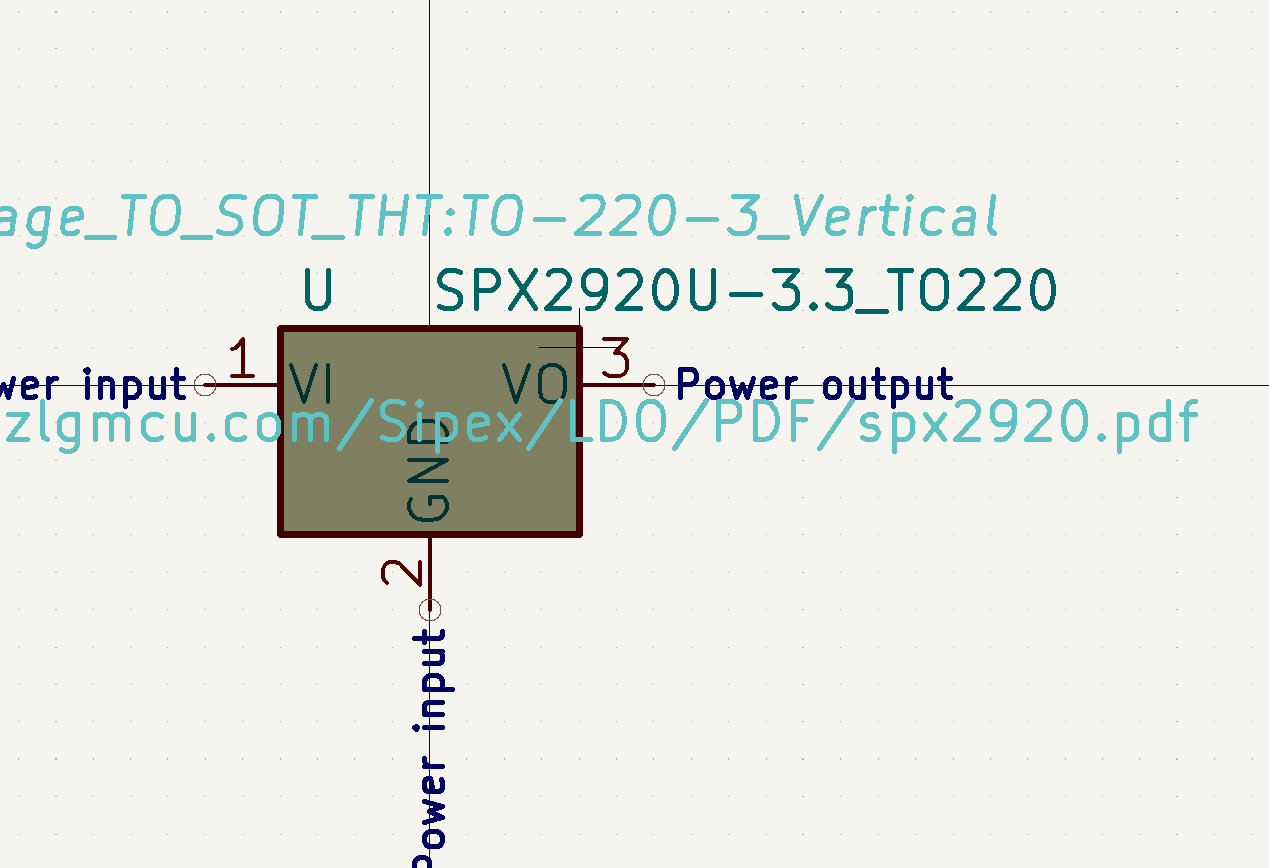 age_TO_SOT_THT:TO-220-3_Vertical
U SPX2920U-3.3_TO220
1 3
wer input VI VO Power output
zlgmcu.com/Sipex/LDO/PDF/spx2920.pdf
GND
2
Power input